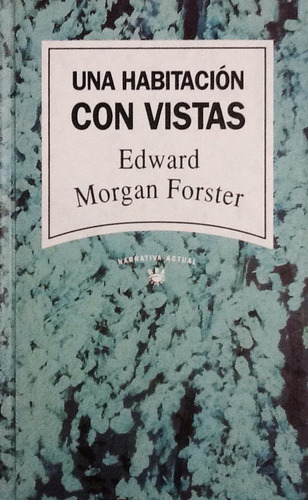 UNA HABITACIÓN
CON VISTAS
Edward
Morgan Forster
NARRATIVA ACTUAL